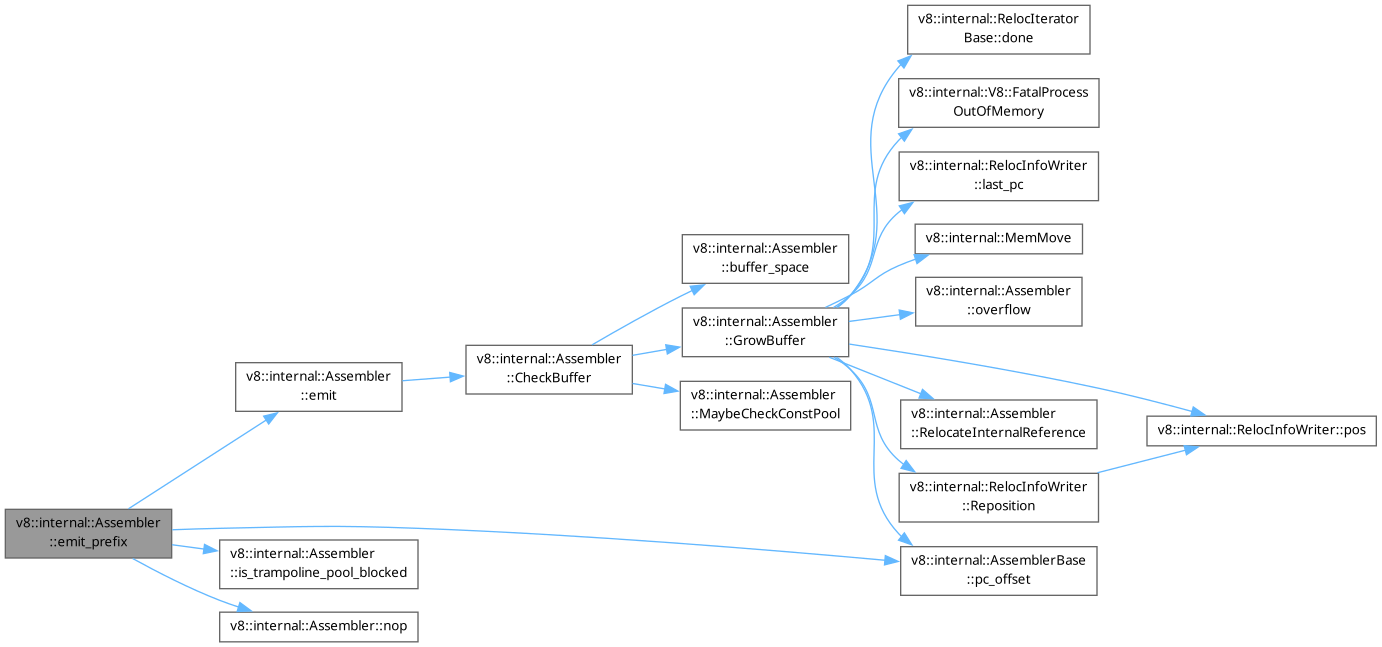 v8::internal::RelocIterator
Base::done
v8::internal::V8::FatalProcess
OutOfMemory
v8::internal::RelocInfoWriter
::last_pc
v8::internal::MemMove
v8::internal::Assembler
::buffer_space
v8::internal::Assembler
::overflow
v8::internal::Assembler
::GrowBuffer
v8::internal::Assembler
::CheckBuffer
v8::internal::Assembler
::emit
v8::internal::Assembler
::MaybeCheckConstPool
v8::internal::Assembler
::RelocateInternalReference
v8::internal::RelocInfoWriter::pos
v8::internal::RelocInfoWriter
::Reposition
v8::internal::Assembler
::emit_prefix
v8::internal::Assembler
::is_trampoline_pool_blocked
v8::internal::AssemblerBase
::pc_offset
v8::internal::Assembler::nop